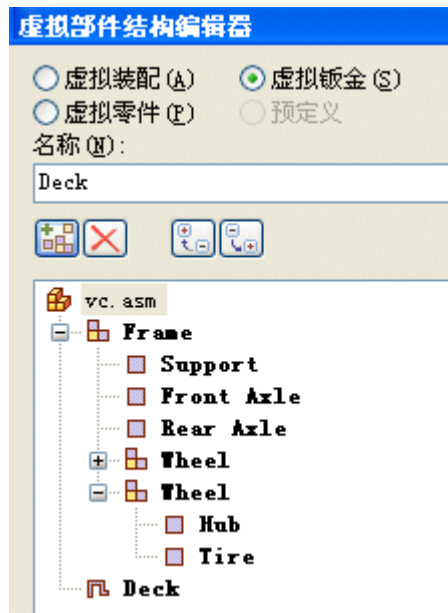 虚拟部件结构编辑器
虚拟装配(A) 虚拟钣金(S)
虚拟零件(P) 预定义
名称(N):
Deck
vc.asm
Frame
Support
Front Axle
Rear Axle
Wheel
Wheel
Hub
Tire
Deck